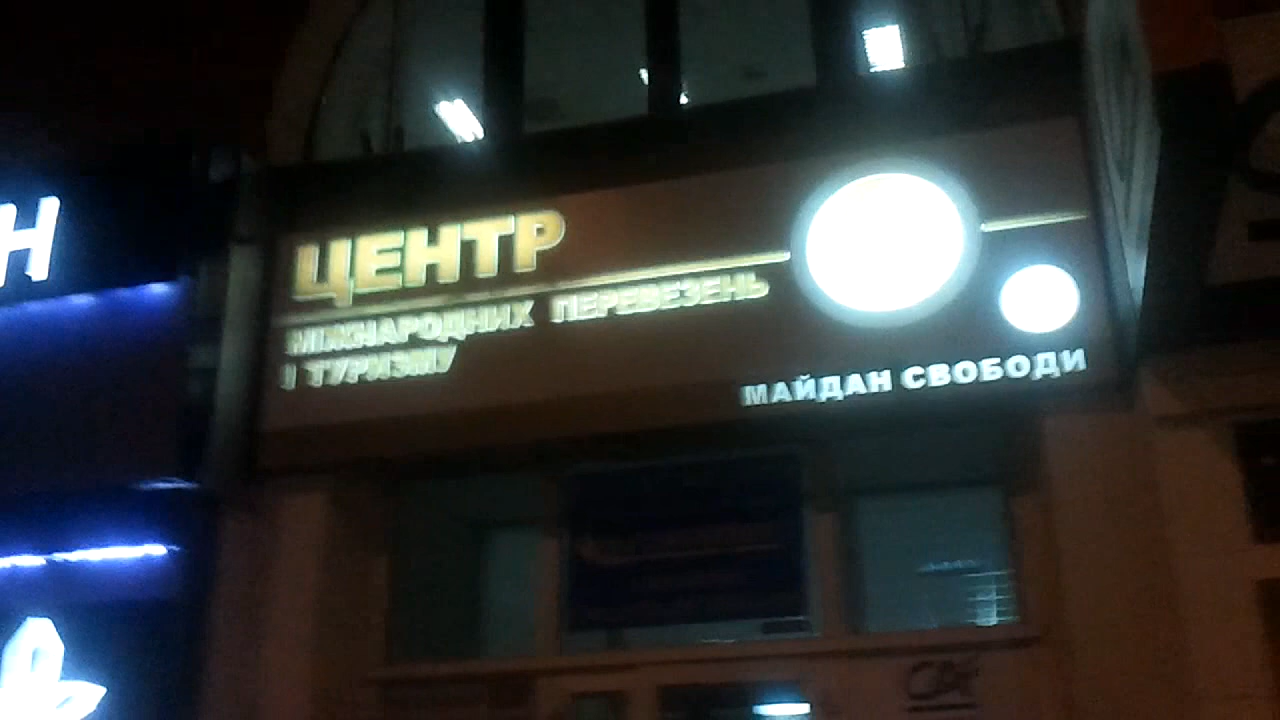 Н
ЦЕНТР
МІЖНАРОДНИХ ПЕРЕВЕЗЕНЬ
І ТУРИЗМУ
МАЙДАН СВОБОДИ